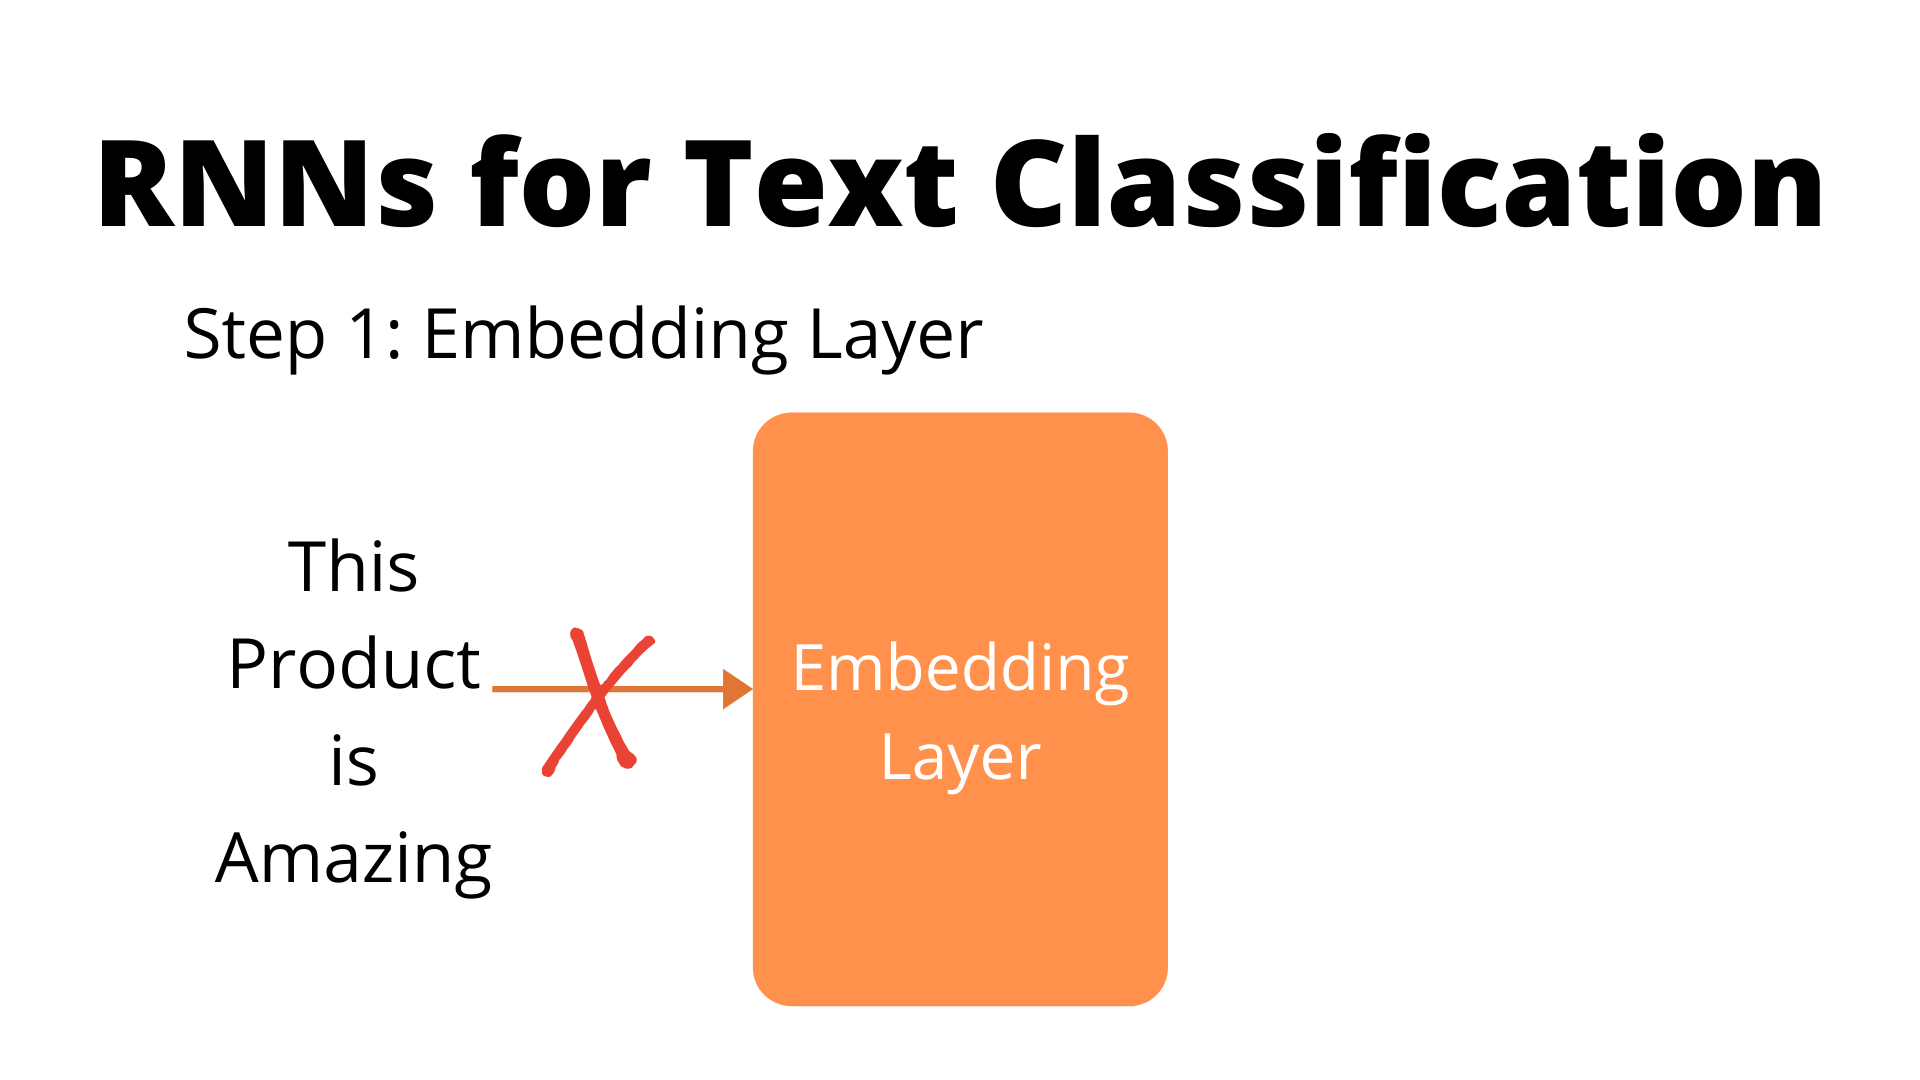 RNNs for Text Classification
Step 1: Embedding Layer
This
Product
is
Amazing
Embedding
Layer